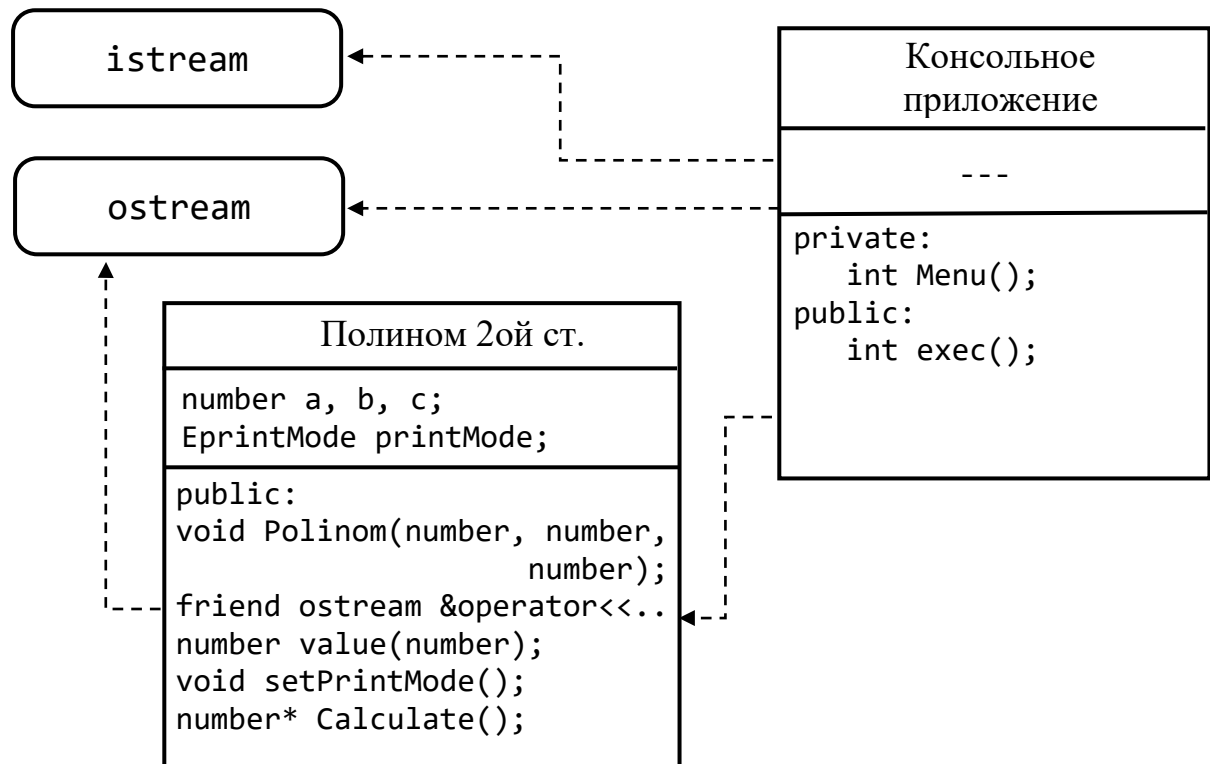 istream
ostream
Консольное
приложение
---
private:
int Menu();
public:
int exec();
Полином 2ой ст.
number a, b, c;
EprintMode printMode;
public:
void Polinom(number, number,
number);
friend ostream &operator<<..
number value(number);
void setPrintMode();
number* Calculate();